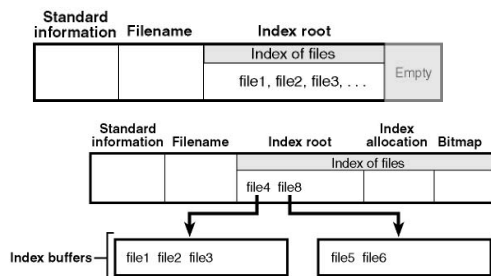 Standard
information Filename Index root
Index of files
file1, file2, file3, . . .
Empty
Standard
information Filename Index root Index
allocation Bitmap
Index of files
file4 file8
Index buffers
file1 file2 file3
file5 file6